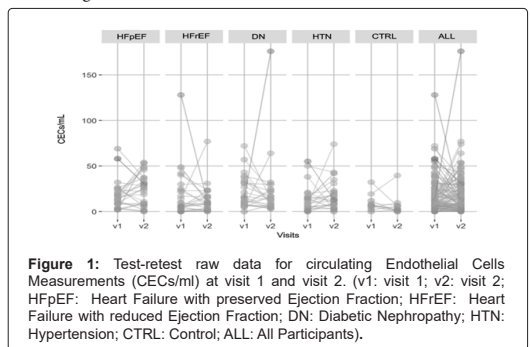 HFpEF HFrEF DN HTN CTRL ALL
150
100
50
0
CECs/mL
v1 v2 v1 v2 v1 v2 v1 v2 v1 v2 v1 v2
Visits
Figure 1: Test-retest raw data for circulating Endothelial Cells
Measurements (CECs/ml) at visit 1 and visit 2. (v1: visit 1; v2: visit 2;
HFpEF: Heart Failure with preserved Ejection Fraction; HFrEF: Heart
Failure with reduced Ejection Fraction; DN: Diabetic Nephropathy; HTN:
Hypertension; CTRL: Control; ALL: All Participants).